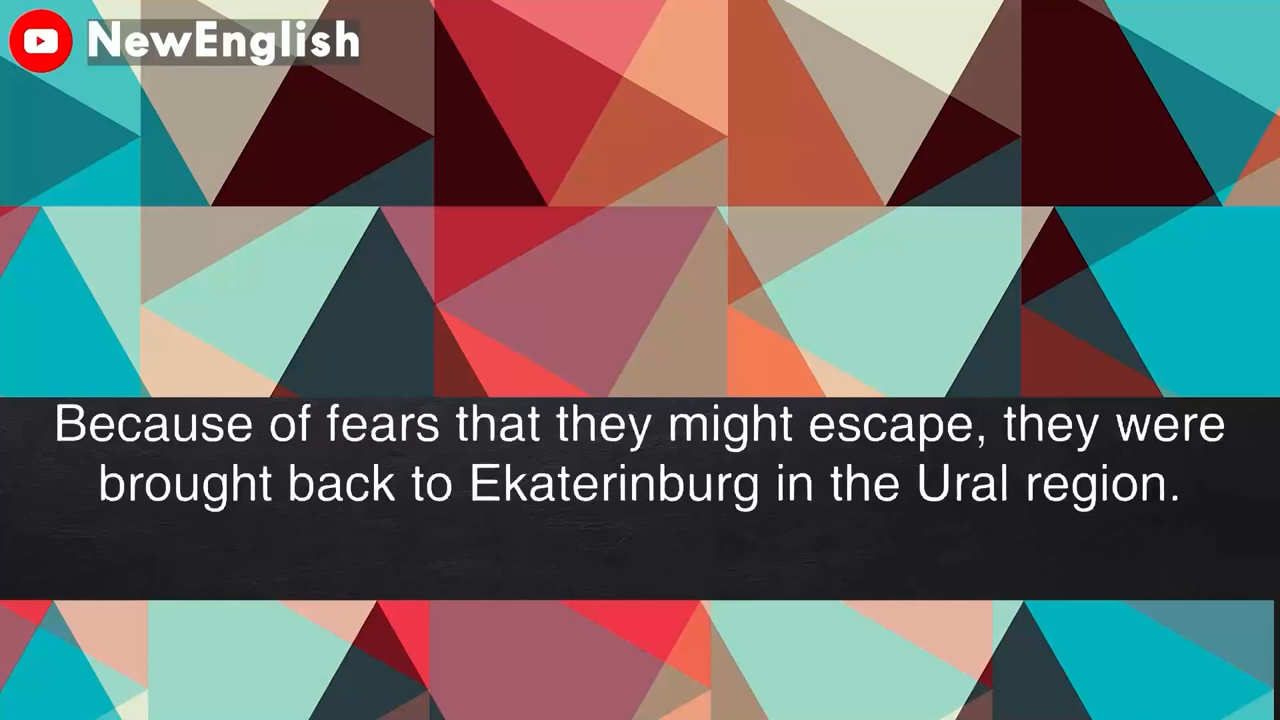 NewEnglish
Because of fears that they might escape, they were
brought back to Ekaterinburg in the Ural region.